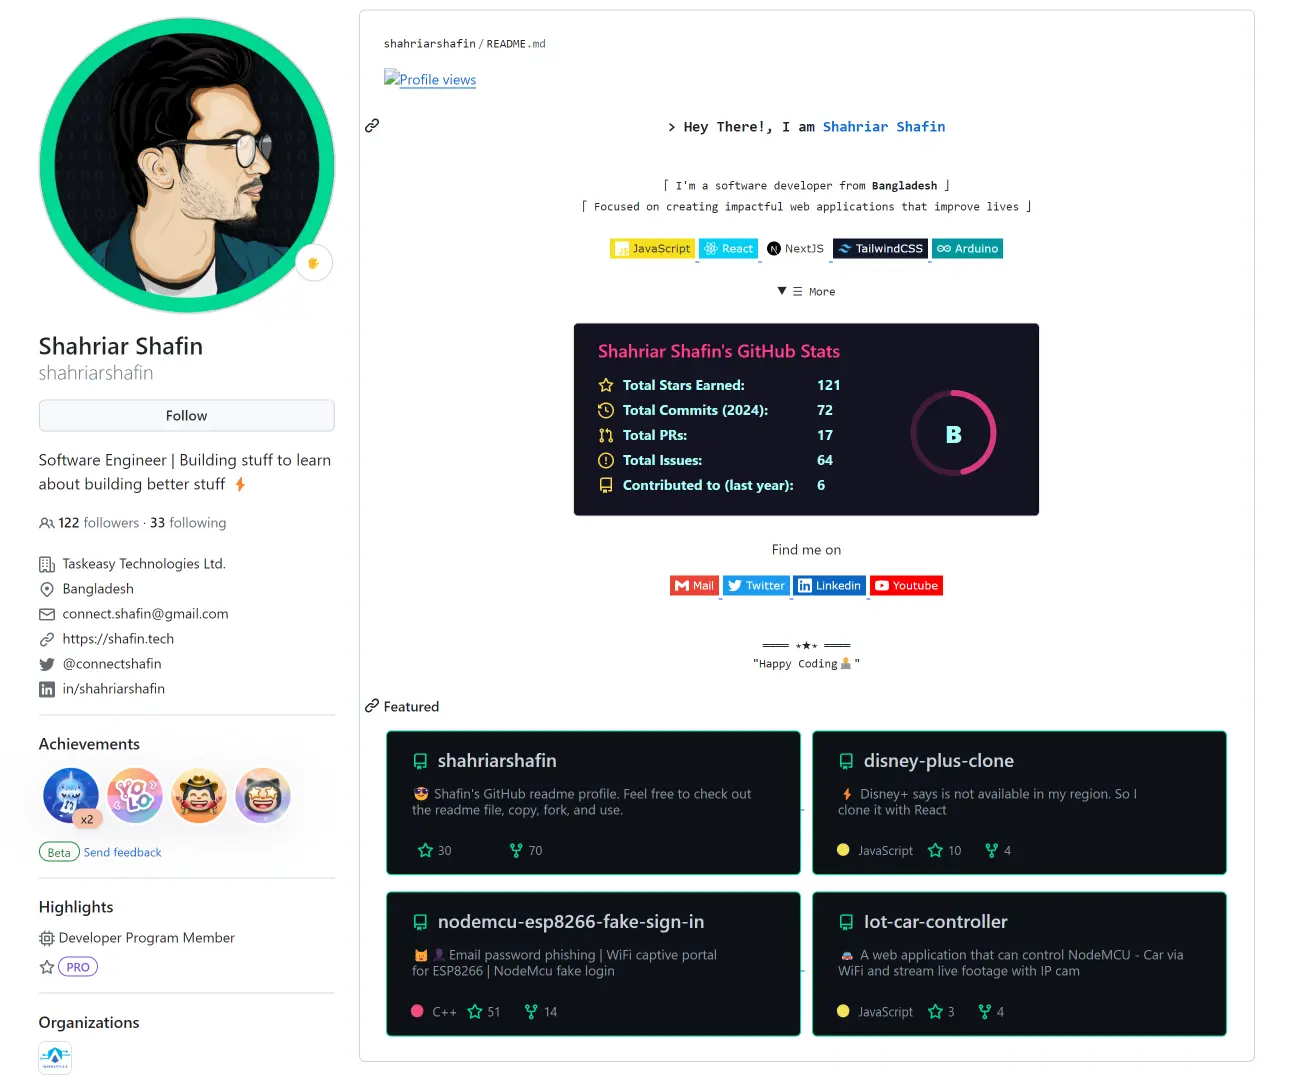 Shahriar Shafin
shahriarshafin
Follow
Software Engineer | Building stuff to learn
about building better stuff
122 followers · 33 following
Taskeasy Technologies Ltd.
Bangladesh
connect.shafin@gmail.com
https://shafin.tech
@connectshafin
in/shahriarshafin
Achievements
YOLO
x2
Beta Send feedback
Highlights
Developer Program Member
PRO
Organizations
shahriarshafin/README.md
Profile views
> Hey There!, I am Shahriar Shafin
⌈ I'm a software developer from Bangladesh ⌋
⌈ Focused on creating impactful web applications that improve lives ⌋
JS JavaScript React N NextJS TailwindCSS Arduino
▼ ☰ More
Shahriar Shafin's GitHub Stats
Total Stars Earned: 121
Total Commits (2024): 72
Total PRs: 17
Total Issues: 64
Contributed to (last year): 6
B
Find me on
Mail Twitter in Linkedin Youtube
════ ⋆★⋆ ════
"Happy Coding🧘"
Featured
shahriarshafin
Shafin's GitHub readme profile. Feel free to check out
the readme file, copy, fork, and use.
30 70
disney-plus-clone
Disney+ says is not available in my region. So I
clone it with React
JavaScript 10 4
nodemcu-esp8266-fake-sign-in
Email password phishing | WiFi captive portal
for ESP8266 | NodeMcu fake login
C++ 51 14
Iot-car-controller
A web application that can control NodeMCU - Car via
WiFi and stream live footage with IP cam
JavaScript 3 4